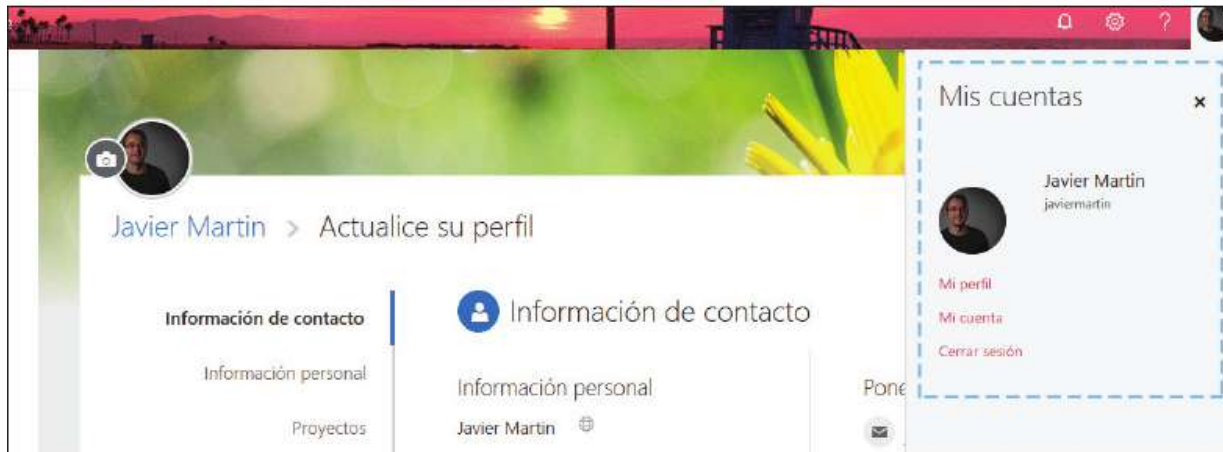 ?
Mis cuentas
×
Javier Martin
javiermartin
Mi perfil
Mi cuenta
Cerrar sesión
Javier Martin > Actualice su perfil
Información de contacto
Información personal
Proyectos
Información de contacto
Información personal
Javier Martin
Pone